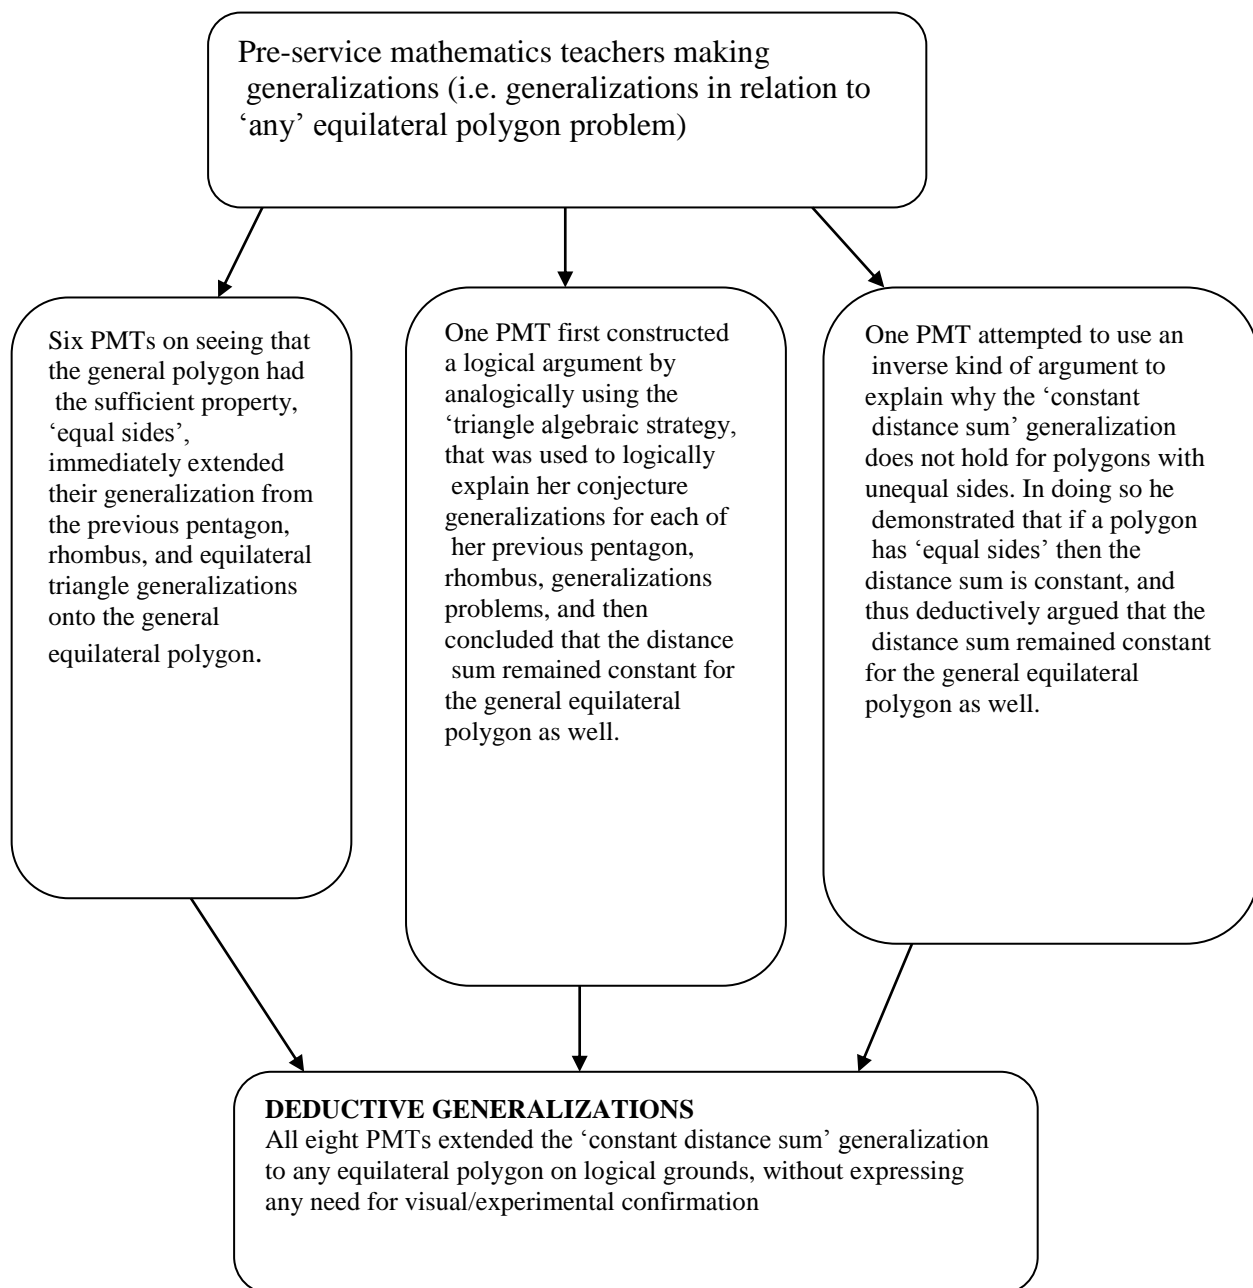 Pre-service mathematics teachers making
generalizations (i.e. generalizations in relation to
‘any’ equilateral polygon problem)
Six PMTs on seeing that
the general polygon had
the sufficient property,
‘equal sides’,
immediately extended
their generalization from
the previous pentagon,
rhombus, and equilateral
triangle generalizations
onto the general
equilateral polygon.
One PMT first constructed
a logical argument by
analogically using the
‘triangle algebraic strategy,
that was used to logically
explain her conjecture
generalizations for each of
her previous pentagon,
rhombus, generalizations
problems, and then
concluded that the distance
sum remained constant for
the general equilateral
polygon as well.
One PMT attempted to use an
inverse kind of argument to
explain why the ‘constant
distance sum’ generalization
does not hold for polygons with
unequal sides. In doing so he
demonstrated that if a polygon
has ‘equal sides’ then the
distance sum is constant, and
thus deductively argued that the
distance sum remained constant
for the general equilateral
polygon as well.
DEDUCTIVE GENERALIZATIONS
All eight PMTs extended the ‘constant distance sum’ generalization
to any equilateral polygon on logical grounds, without expressing
any need for visual/experimental confirmation